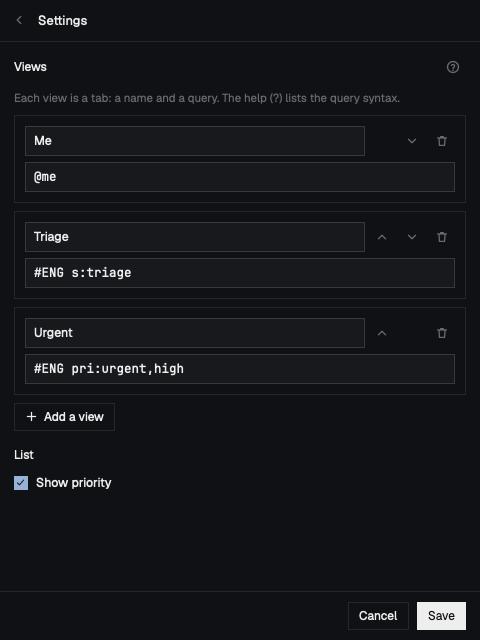 Settings
Views
Each view is a tab: a name and a query. The help (?) lists the query syntax.
Me
@me
Triage
#ENG s:triage
Urgent
#ENG pri:urgent,high
Add a view
List
Show priority
Cancel Save